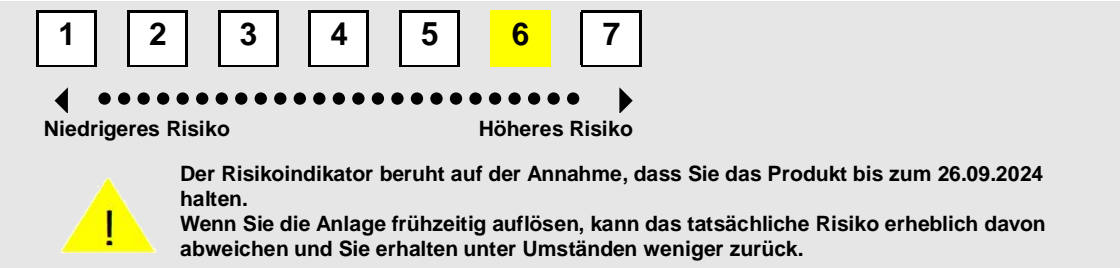 1 2 3 4 5 6 7
Niedrigeres Risiko Höheres Risiko
Der Risikoindikator beruht auf der Annahme, dass Sie das Produkt bis zum 26.09.2024
halten.
Wenn Sie die Anlage frühzeitig auflösen, kann das tatsächliche Risiko erheblich davon
abweichen und Sie erhalten unter Umständen weniger zurück.
!